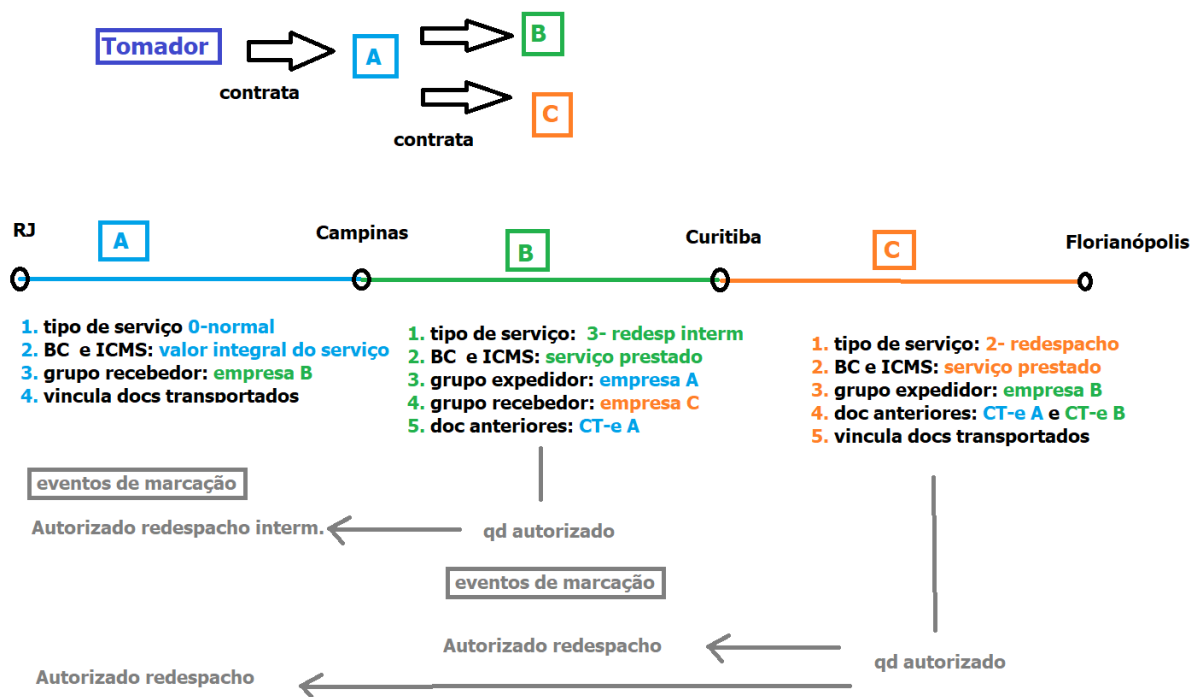 Tomador
contrata
A
B
contrata
C
RJ
A
Campinas
B
Curitiba
C
Florianópolis
1. tipo de serviço 0-normal
2. BC e ICMS: valor integral do serviço
3. grupo recebedor: empresa B
4. vincula docs transportados
1. tipo de serviço: 3- redesp interm
2. BC e ICMS: serviço prestado
3. grupo expedidor: empresa A
4. grupo recebedor: empresa C
5. doc anteriores: CT-e A
1. tipo de serviço: 2- redespacho
2. BC e ICMS: serviço prestado
3. grupo expedidor: empresa B
4. doc anteriores: CT-e A e CT-e B
5. vincula docs transportados
eventos de marcação
Autorizado redespacho interm.
qd autorizado
eventos de marcação
Autorizado redespacho
qd autorizado
Autorizado redespacho